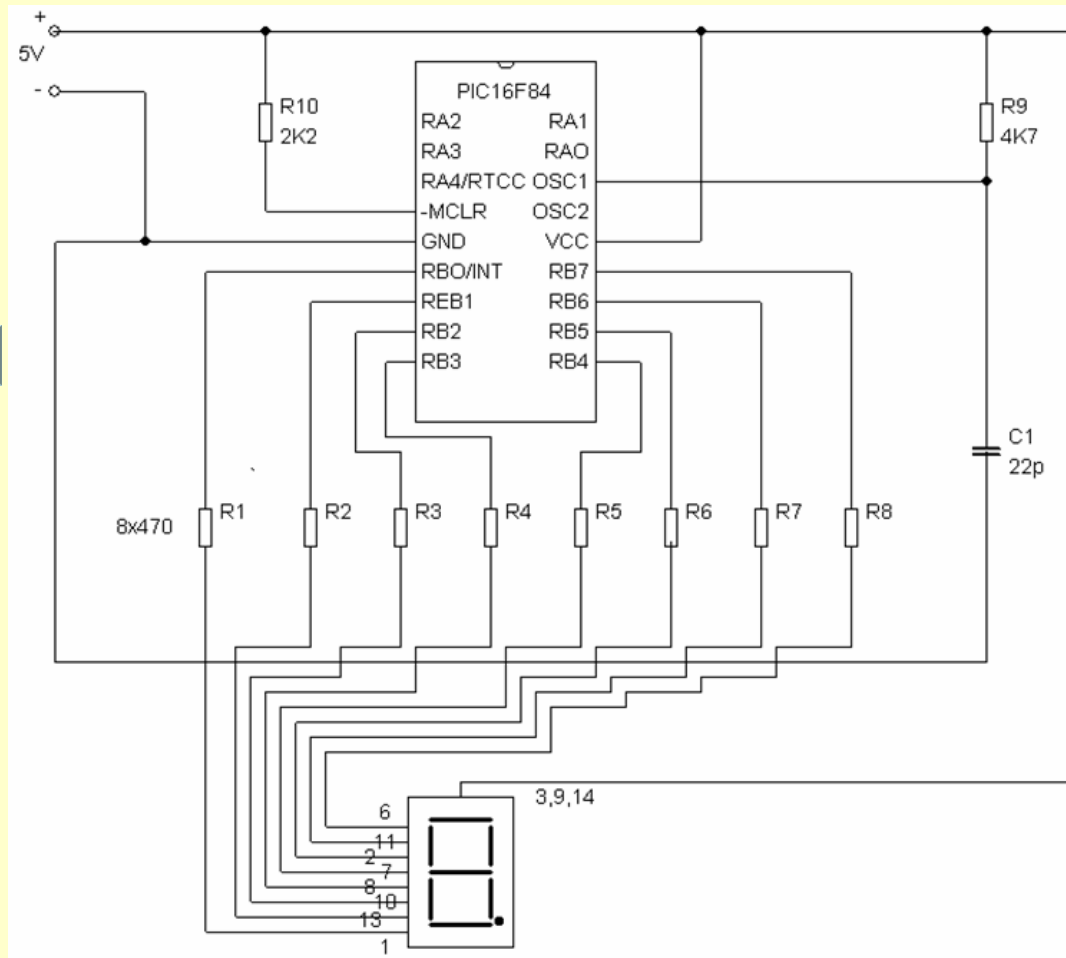 +
5V
-
R10
2K2
PIC16F84
RA2 RA1
RA3 RAO
RA4/RTCC OSC1
-MCLR OSC2
GND VCC
RBO/INT RB7
REB1 RB6
RB2 RB5
RB3 RB4
R9
4K7
C1
22p
8x470
R1 R2 R3 R4 R5 R6 R7 R8
3,9,14
6
11
2
7
8
10
13
1